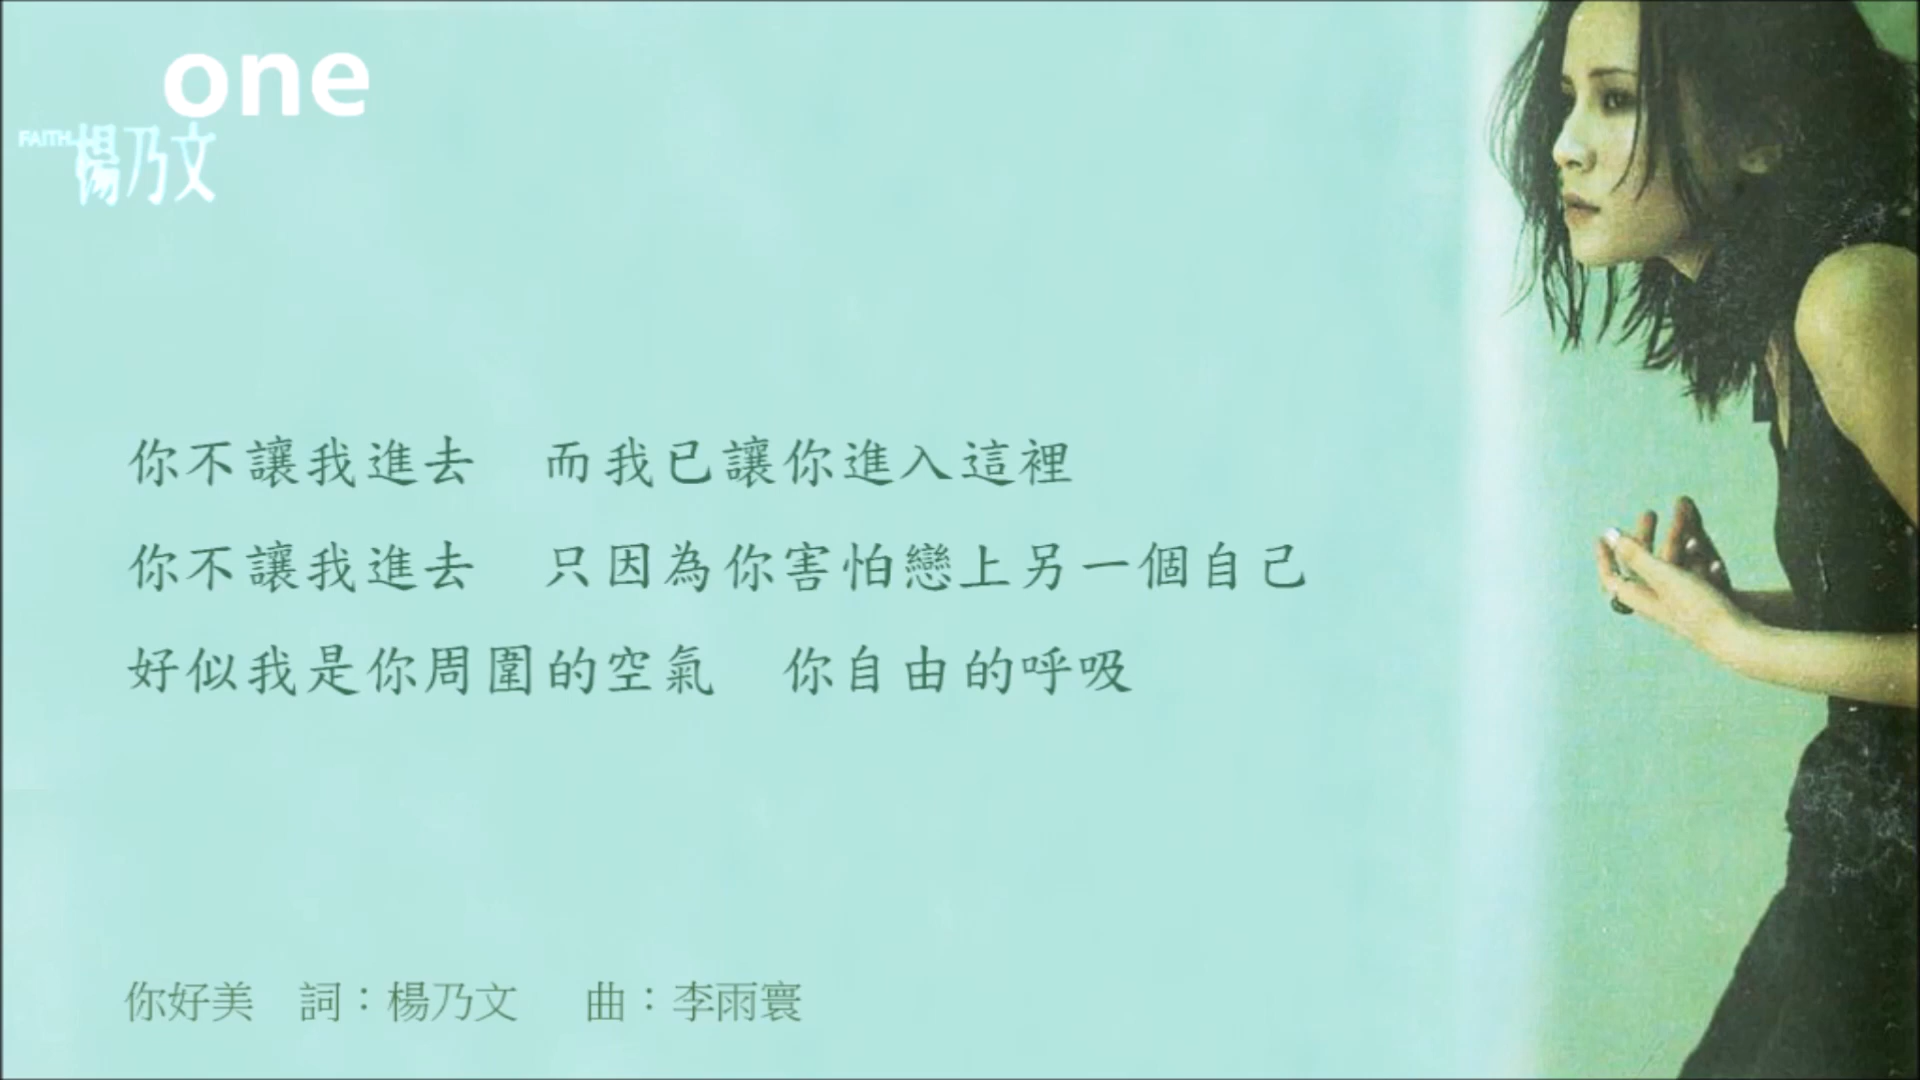 one
FAITH 楊乃文
你不讓我進去 而我已讓你進入這裡
你不讓我進去 只因為你害怕戀上另一個自己
好似我是你周圍的空氣 你自由的呼吸
你好美 詞：楊乃文 曲：李雨寰